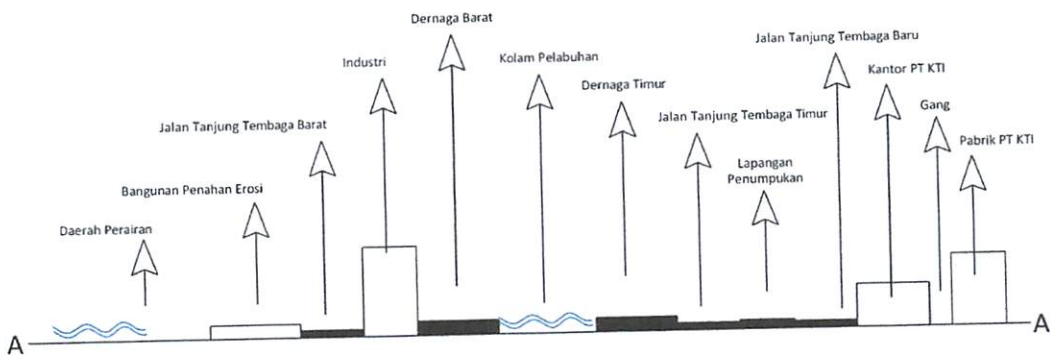 Dernaga Barat
Industri
Kolam Pelabuhan
Jalan Tanjung Tembaga Baru
Kantor PT KTI
Dernaga Timur
Gang
Jalan Tanjung Tembaga Barat
Jalan Tanjung Tembaga Timur
Pabrik PT KTI
Lapangan
Penumpukan
Bangunan Penahan Erosi
Daerah Perairan
A
A